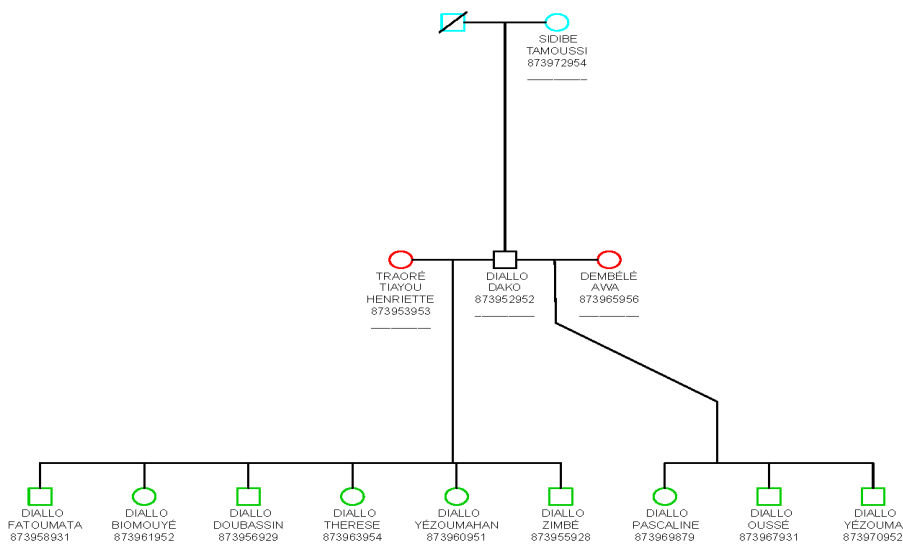 SIDIBE
TAMOUSSI
873972954
TRAORÉ
TIAYOU
HENRIETTE
873953953
DIALLO
DAKO
873952952
DEMBÉLÉ
AWA
873965956
DIALLO
FATOUMATA
873958931
DIALLO
BIOMOUYÉ
873961952
DIALLO
DOUBASSIN
873956929
DIALLO
THERESE
873963954
DIALLO
YÉZOUMAHAN
873960951
DIALLO
ZIMBÉ
873955928
DIALLO
PASCALINE
873969879
DIALLO
OUSSÉ
873967931
DIALLO
YÉZOUMA
873970952